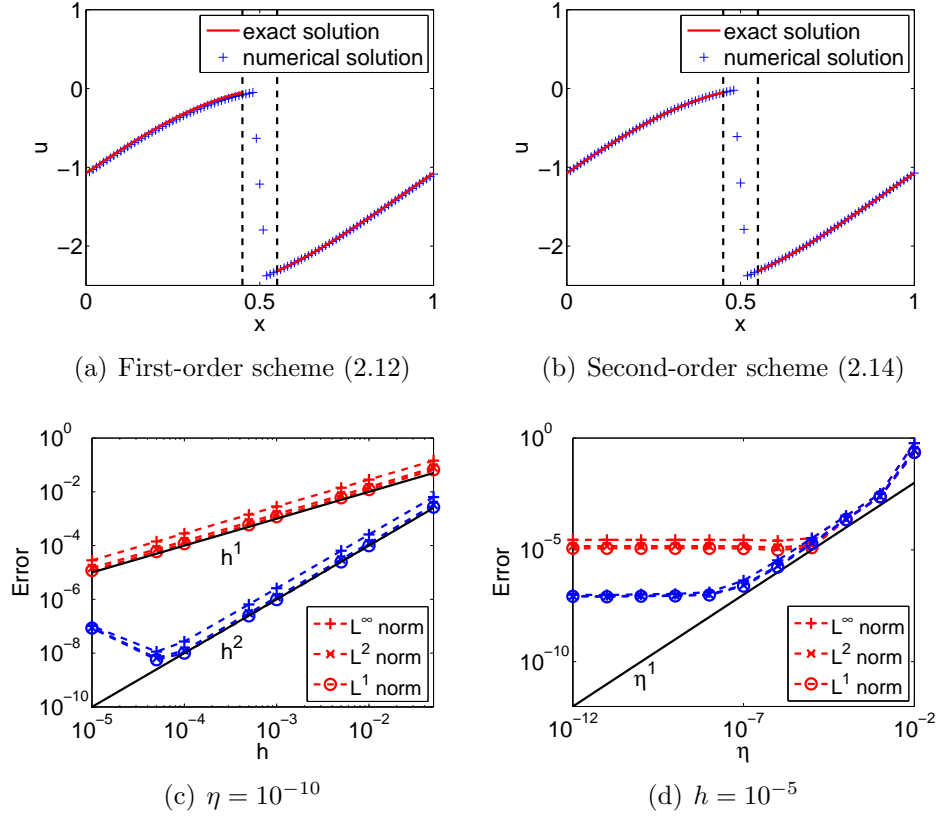 1
0
−1
−2
u
0
0.5
1
x
exact solution
numerical solution
(a) First-order scheme (2.12)
1
0
−1
−2
u
0
0.5
1
x
exact solution
numerical solution
(b) Second-order scheme (2.14)
10^0
10^−2
10^−4
10^−6
10^−8
10^−10
Error
h^1
h^2
L^∞ norm
L^2 norm
L^1 norm
10^−5
10^−4
10^−3
10^−2
h
(c) η = 10^−10
10^0
10^−5
10^−10
Error
η^1
L^∞ norm
L^2 norm
L^1 norm
10^−12
10^−7
10^−2
η
(d) h = 10^−5